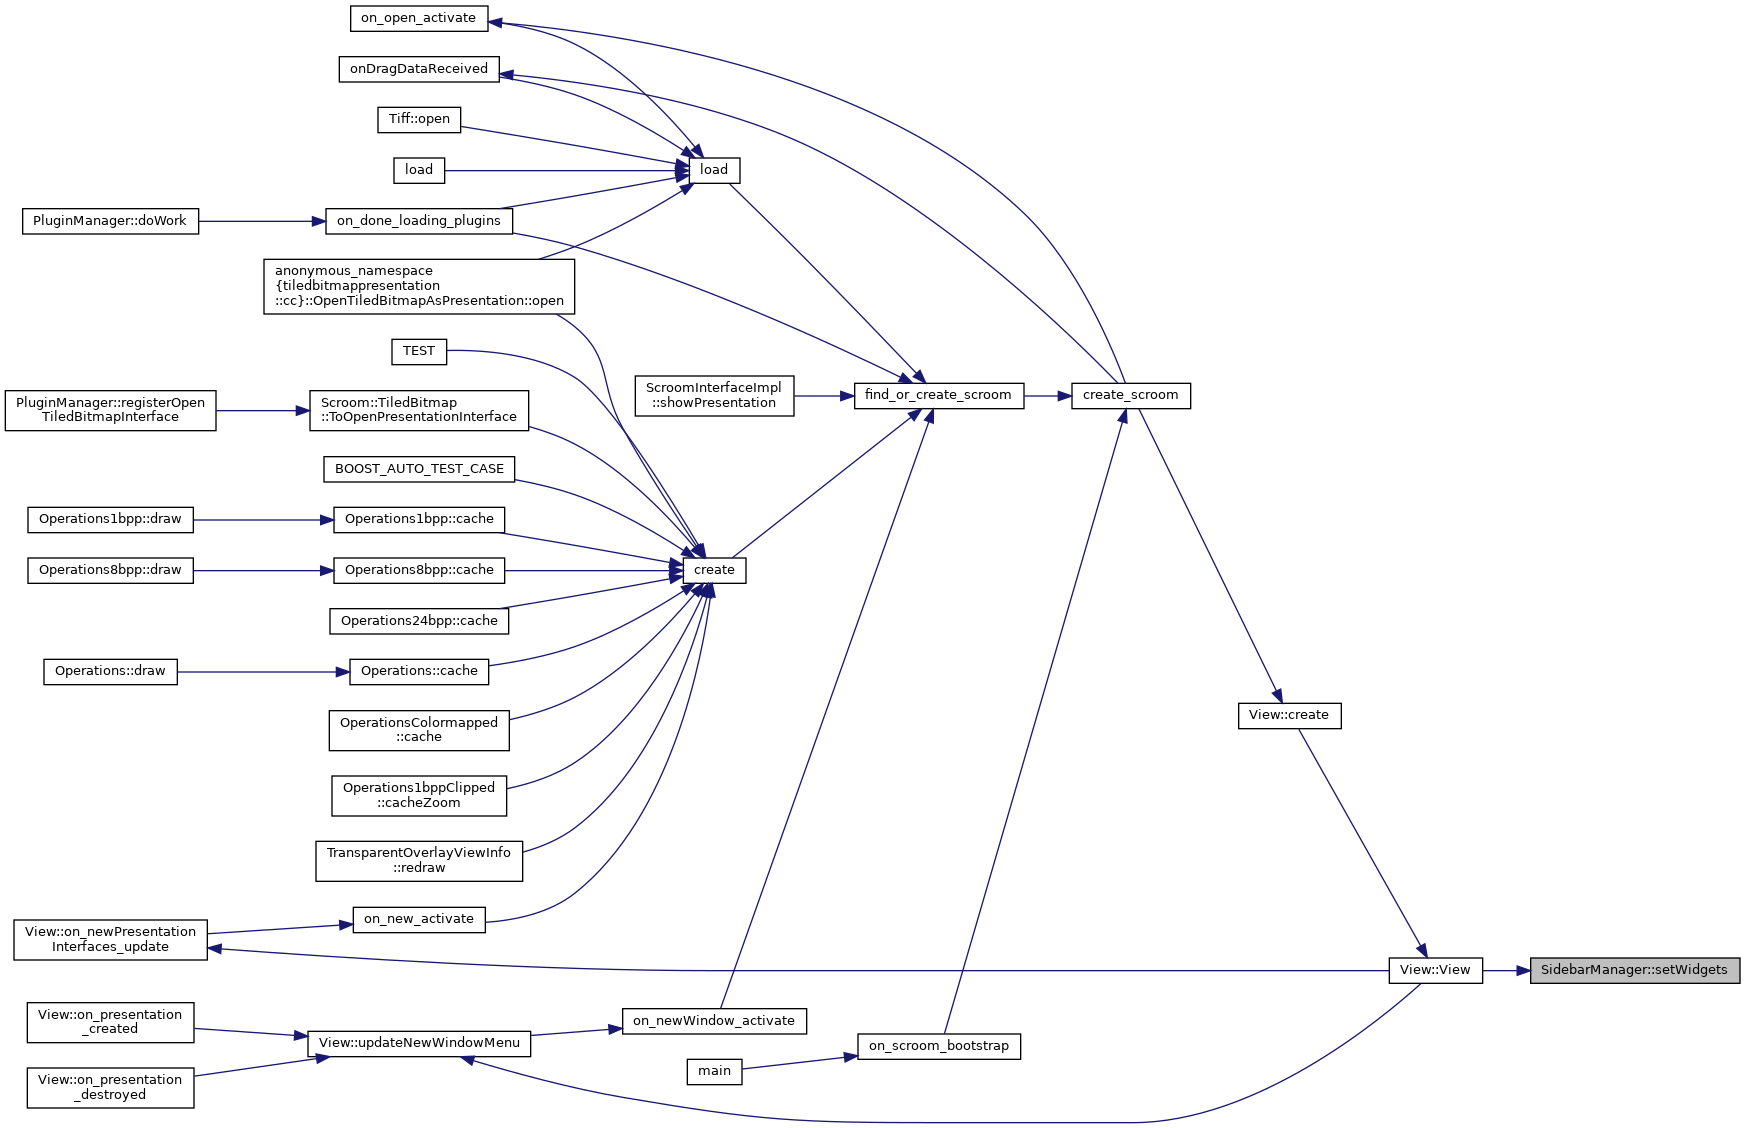 on_open_activate
onDragDataReceived
Tiff::open
load
load
PluginManager::doWork
on_done_loading_plugins
anonymous_namespace
{tiledbitmappresentation
::cc}::OpenTiledBitmapAsPresentation::open
TEST
ScroomInterfaceImpl
::showPresentation
find_or_create_scroom
create_scroom
PluginManager::registerOpen
TiledBitmapInterface
Scroom::TiledBitmap
::ToOpenPresentationInterface
BOOST_AUTO_TEST_CASE
Operations1bpp::draw
Operations1bpp::cache
Operations8bpp::draw
Operations8bpp::cache
create
Operations24bpp::cache
Operations::draw
Operations::cache
OperationsColormapped
::cache
View::create
Operations1bppClipped
::cacheZoom
TransparentOverlayViewInfo
::redraw
on_new_activate
View::on_newPresentation
Interfaces_update
View::View
SidebarManager::setWidgets
View::on_presentation
_created
on_newWindow_activate
View::updateNewWindowMenu
on_scroom_bootstrap
main
View::on_presentation
_destroyed